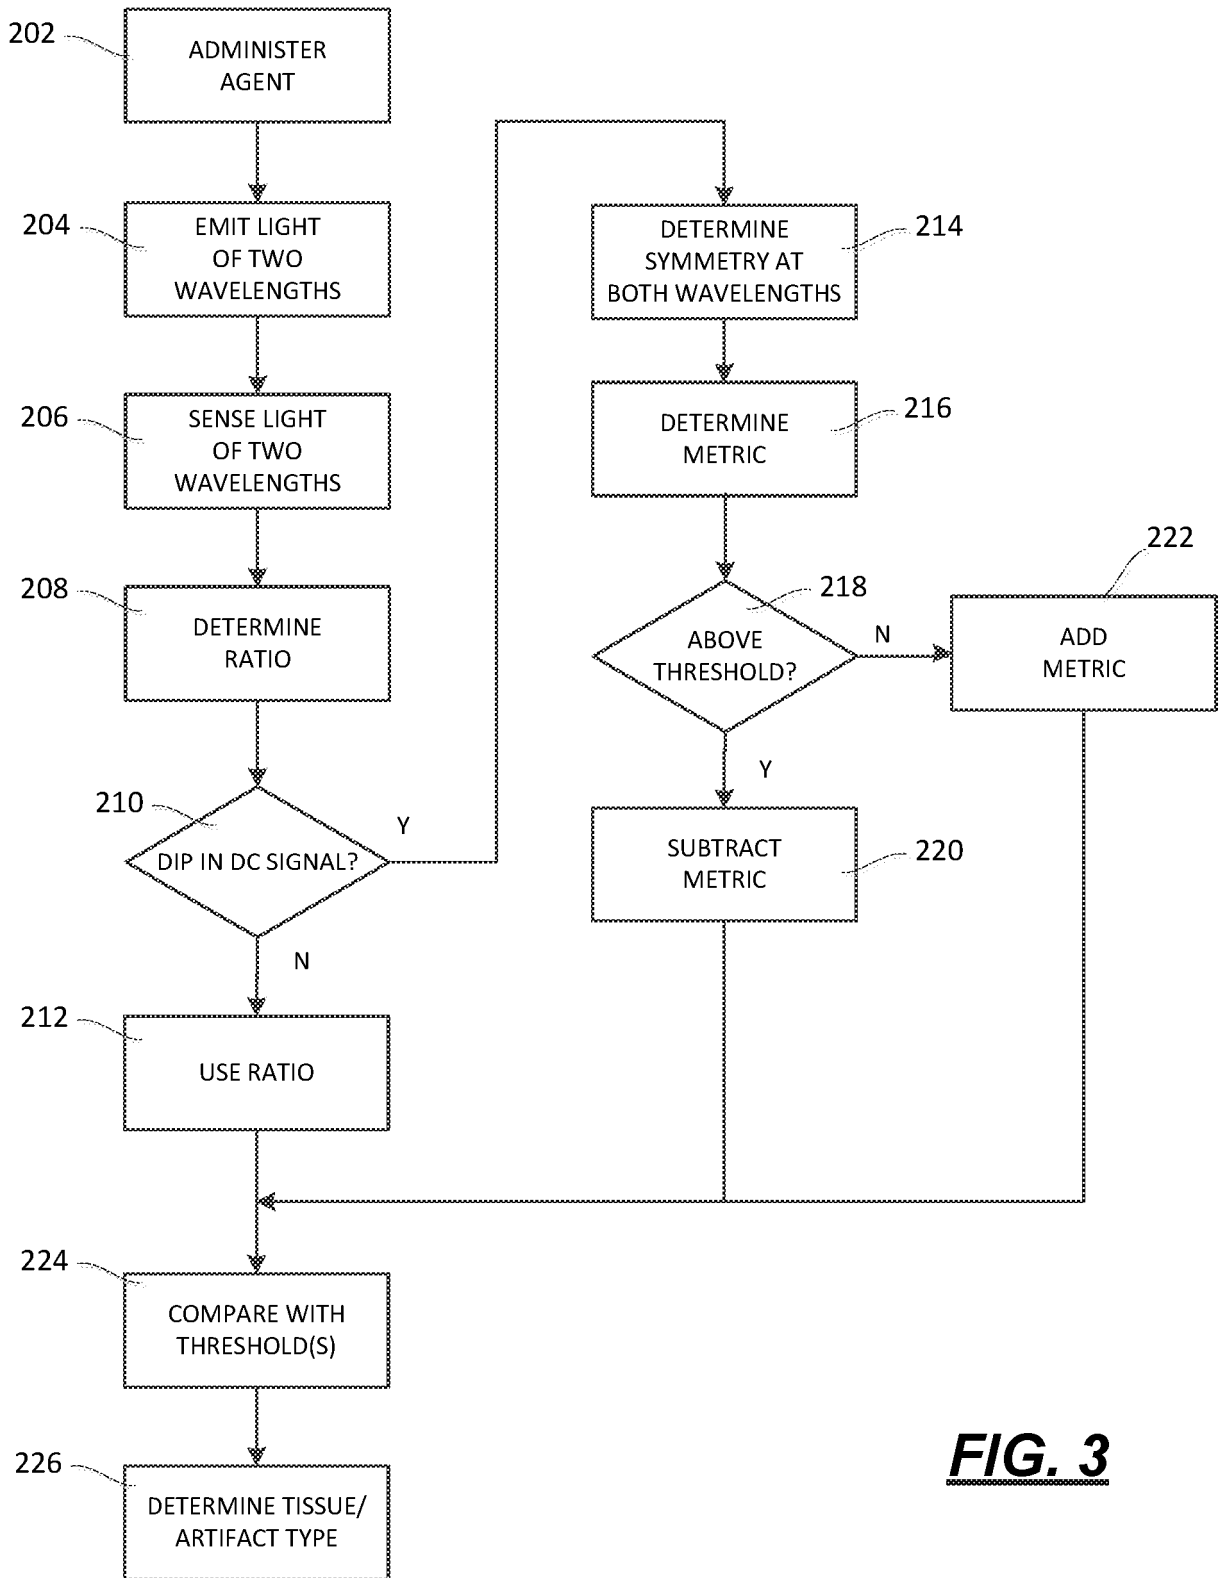 202
ADMINISTER
AGENT
204
EMIT LIGHT
OF TWO
WAVELENGTHS
206
SENSE LIGHT
OF TWO
WAVELENGTHS
208
DETERMINE
RATIO
210
DIP IN DC SIGNAL?
Y
N
212
USE RATIO
214
DETERMINE
SYMMETRY AT
BOTH WAVELENGTHS
216
DETERMINE
METRIC
218
ABOVE
THRESHOLD?
N
Y
222
ADD
METRIC
220
SUBTRACT
METRIC
224
COMPARE WITH
THRESHOLD(S)
226
DETERMINE TISSUE/
ARTIFACT TYPE
FIG. 3